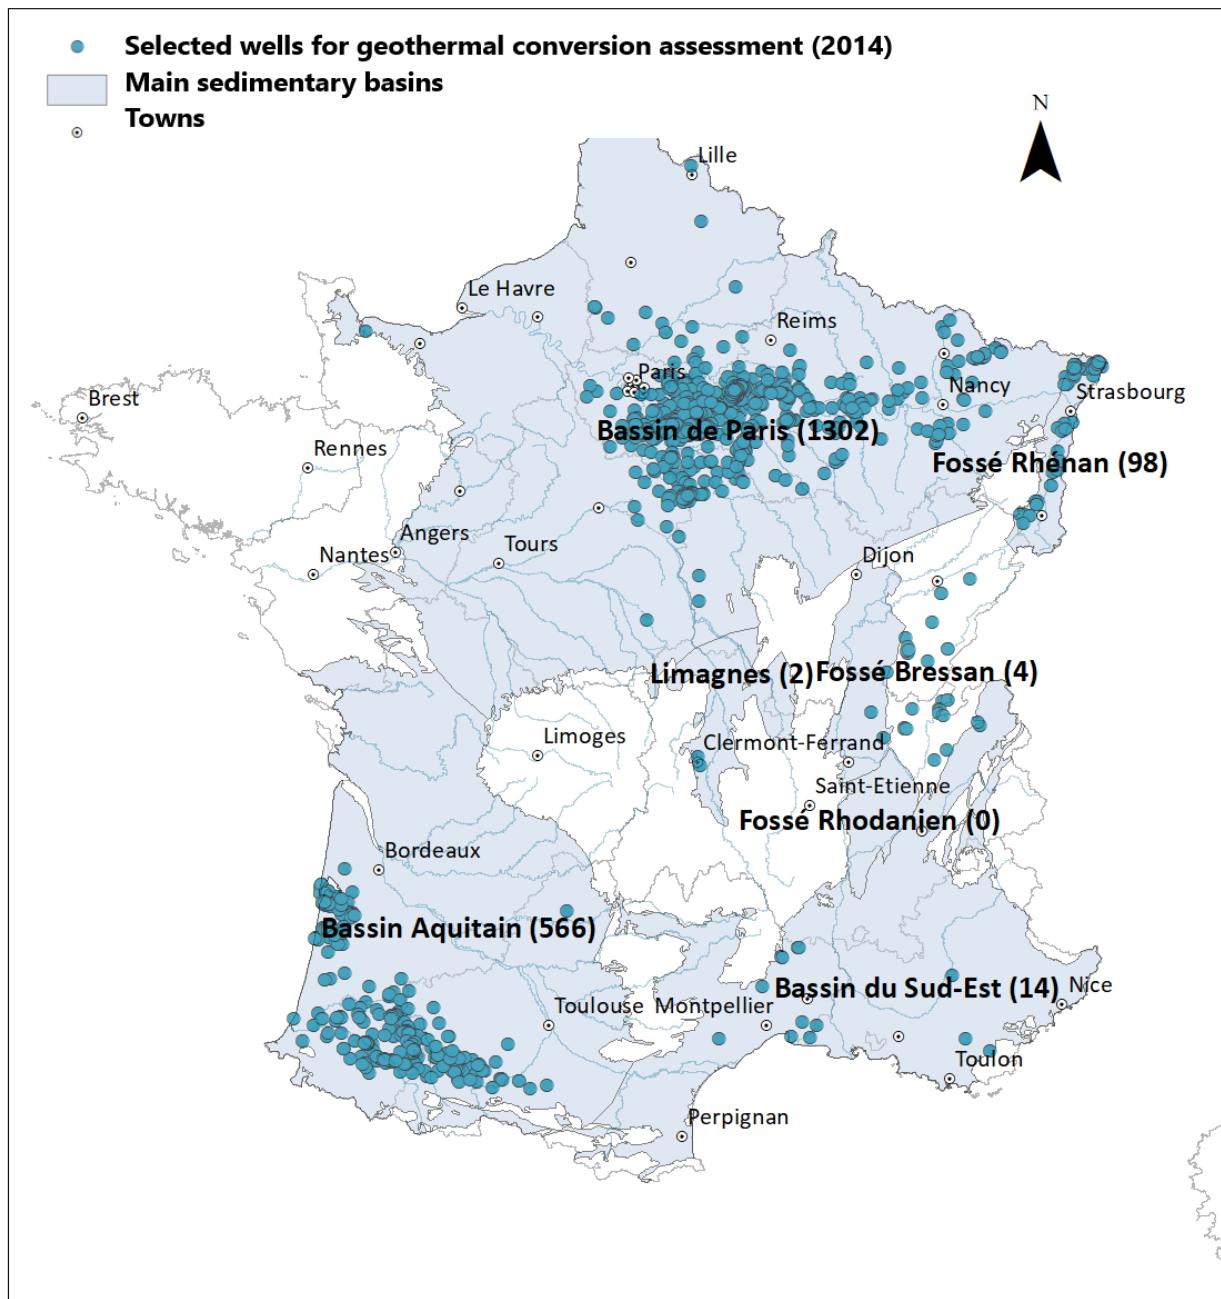 Selected wells for geothermal conversion assessment (2014)
Main sedimentary basins
Towns
N
Lille
Le Havre
Reims
Paris
Nancy
Strasbourg
Brest
Bassin de Paris (1302)
Rennes
Fossé Rhénan (98)
Angers
Tours
Nantes
Dijon
Limagnes (2)
Fossé Bressan (4)
Limoges
Clermont-Ferrand
Saint-Etienne
Fossé Rhodanien (0)
Bordeaux
Bassin Aquitain (566)
Bassin du Sud-Est (14)
Nice
Toulouse
Montpellier
Toulon
Perpignan